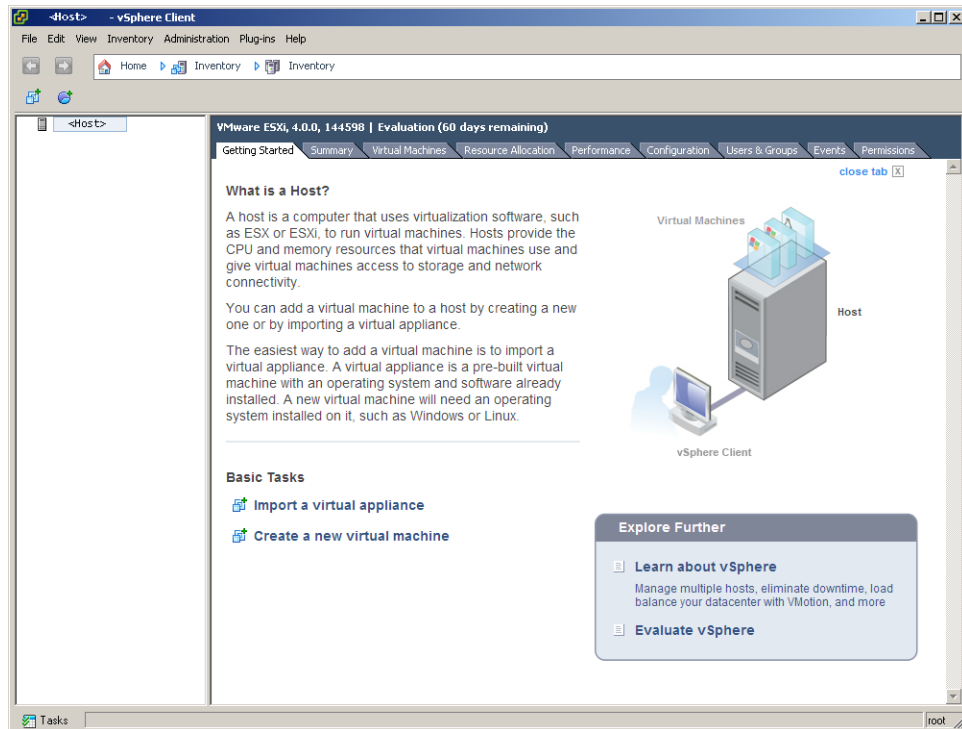 <Host> - vSphere Client
File Edit View Inventory Administration Plug-ins Help
Home Inventory Inventory
<Host>
VMware ESXi, 4.0.0, 144598 | Evaluation (60 days remaining)
Getting Started Summary Virtual Machines Resource Allocation Performance Configuration Users & Groups Events Permissions
close tab X
What is a Host?
A host is a computer that uses virtualization software, such
as ESX or ESXi, to run virtual machines. Hosts provide the
CPU and memory resources that virtual machines use and
give virtual machines access to storage and network
connectivity.
You can add a virtual machine to a host by creating a new
one or by importing a virtual appliance.
The easiest way to add a virtual machine is to import a
virtual appliance. A virtual appliance is a pre-built virtual
machine with an operating system and software already
installed. A new virtual machine will need an operating
system installed on it, such as Windows or Linux.
Virtual Machines
Host
vSphere Client
Basic Tasks
Import a virtual appliance
Create a new virtual machine
Explore Further
Learn about vSphere
Manage multiple hosts, eliminate downtime, load
balance your datacenter with VMotion, and more
Evaluate vSphere
Tasks
root